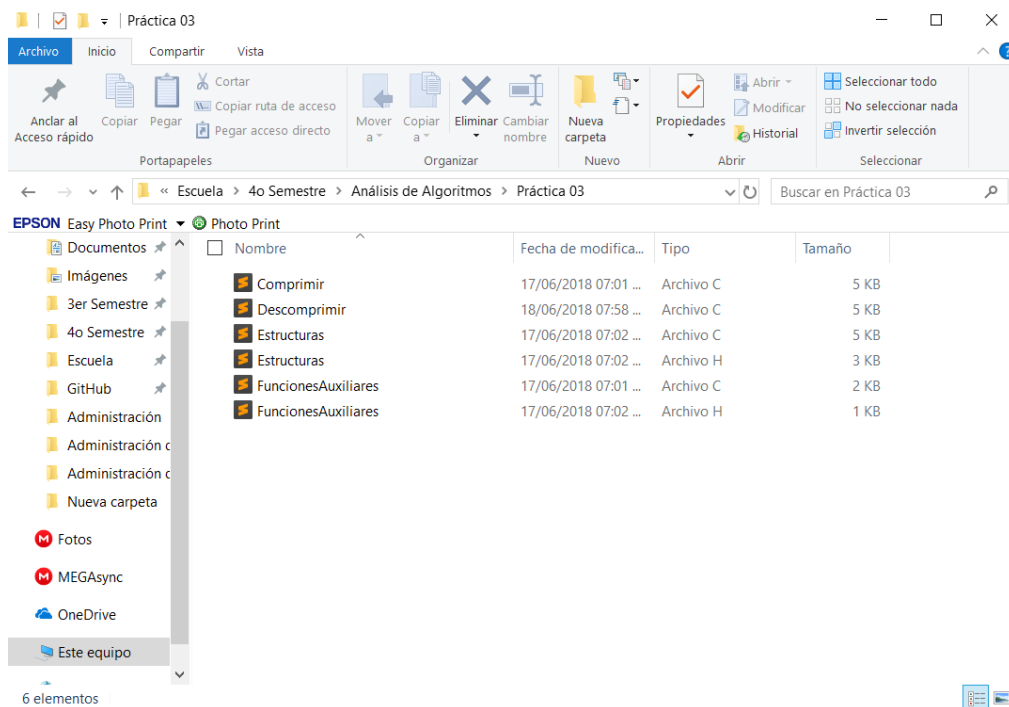 Práctica 03
Archivo Inicio Compartir Vista
Anclar al Acceso rápido
Copiar
Pegar
Cortar
Copiar ruta de acceso
Pegar acceso directo
Portapapeles
Mover a
Copiar a
Eliminar
Cambiar nombre
Organizar
Nueva carpeta
Nuevo
Propiedades
Abrir
Modificar
Historial
Abrir
Seleccionar todo
No seleccionar nada
Invertir selección
Seleccionar
« Escuela > 4o Semestre > Análisis de Algoritmos > Práctica 03
Buscar en Práctica 03
EPSON Easy Photo Print Photo Print
Documentos
Imágenes
3er Semestre
4o Semestre
Escuela
GitHub
Administración
Administración
Administración
Nueva carpeta
Fotos
MEGAsync
OneDrive
Este equipo
Nombre Fecha de modifica... Tipo Tamaño
Comprimir 17/06/2018 07:01 ... Archivo C 5 KB
Descomprimir 18/06/2018 07:58 ... Archivo C 5 KB
Estructuras 17/06/2018 07:02 ... Archivo C 5 KB
Estructuras 17/06/2018 07:02 ... Archivo H 3 KB
FuncionesAuxiliares 17/06/2018 07:01 ... Archivo C 2 KB
FuncionesAuxiliares 17/06/2018 07:02 ... Archivo H 1 KB
6 elementos